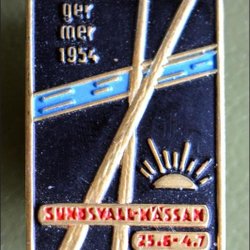 ger
mer
1954
SUNDSVALL-MÄSSAN
25.6-4.7